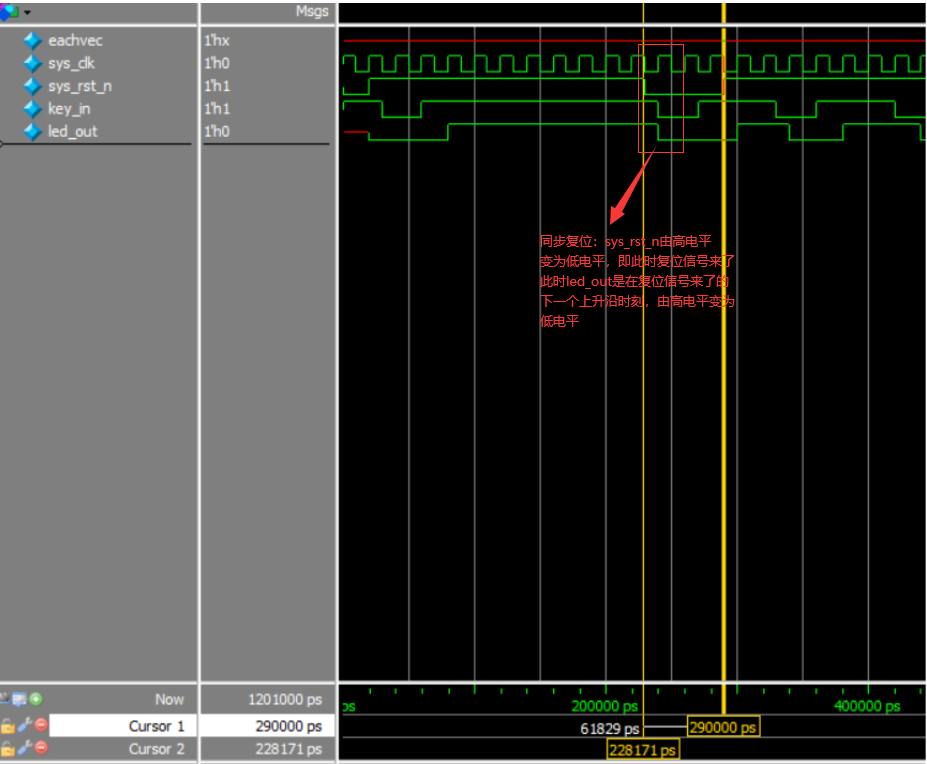 Msgs
eachvec 1'hx
sys_clk 1'h0
sys_rst_n 1'h1
key_in 1'h1
led_out 1'h0
同步复位：sys_rst_n由高电平
变为低电平，即此时复位信号来了
此时led_out是在复位信号来了的
下一个上升沿时刻，由高电平变为
低电平
Now 1201000 ps ps 200000 ps 400000 ps
Cursor 1 290000 ps 61829 ps 290000 ps
Cursor 2 228171 ps 228171 ps